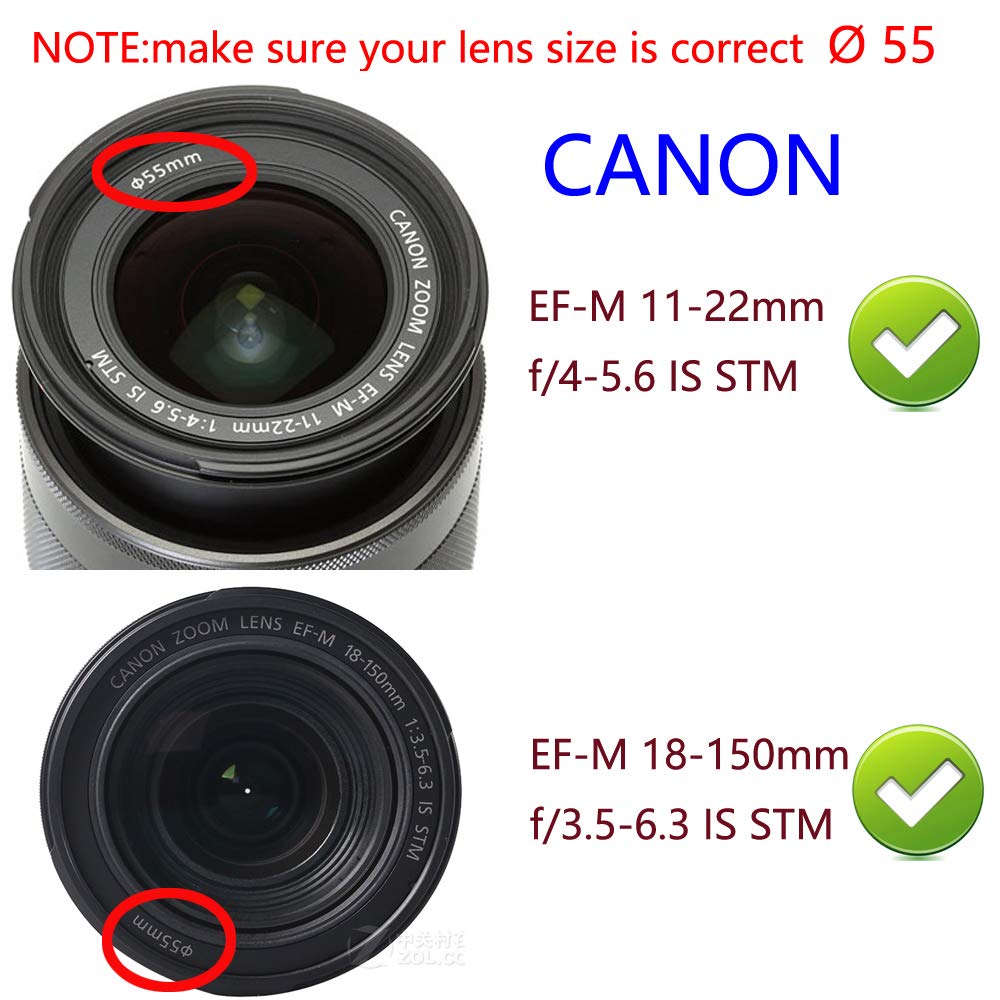 NOTE:make sure your lens size is correct Ø 55
CANON
Φ55mm
CANON ZOOM LENS EF-M 11-22mm 1:4-5.6 IS STM
EF-M 11-22mm
f/4-5.6 IS STM
CANON ZOOM LENS EF-M 18-150mm 1:3.5-6.3 IS STM
Φ55mm
EF-M 18-150mm
f/3.5-6.3 IS STM
中关村在
ZOL.CO